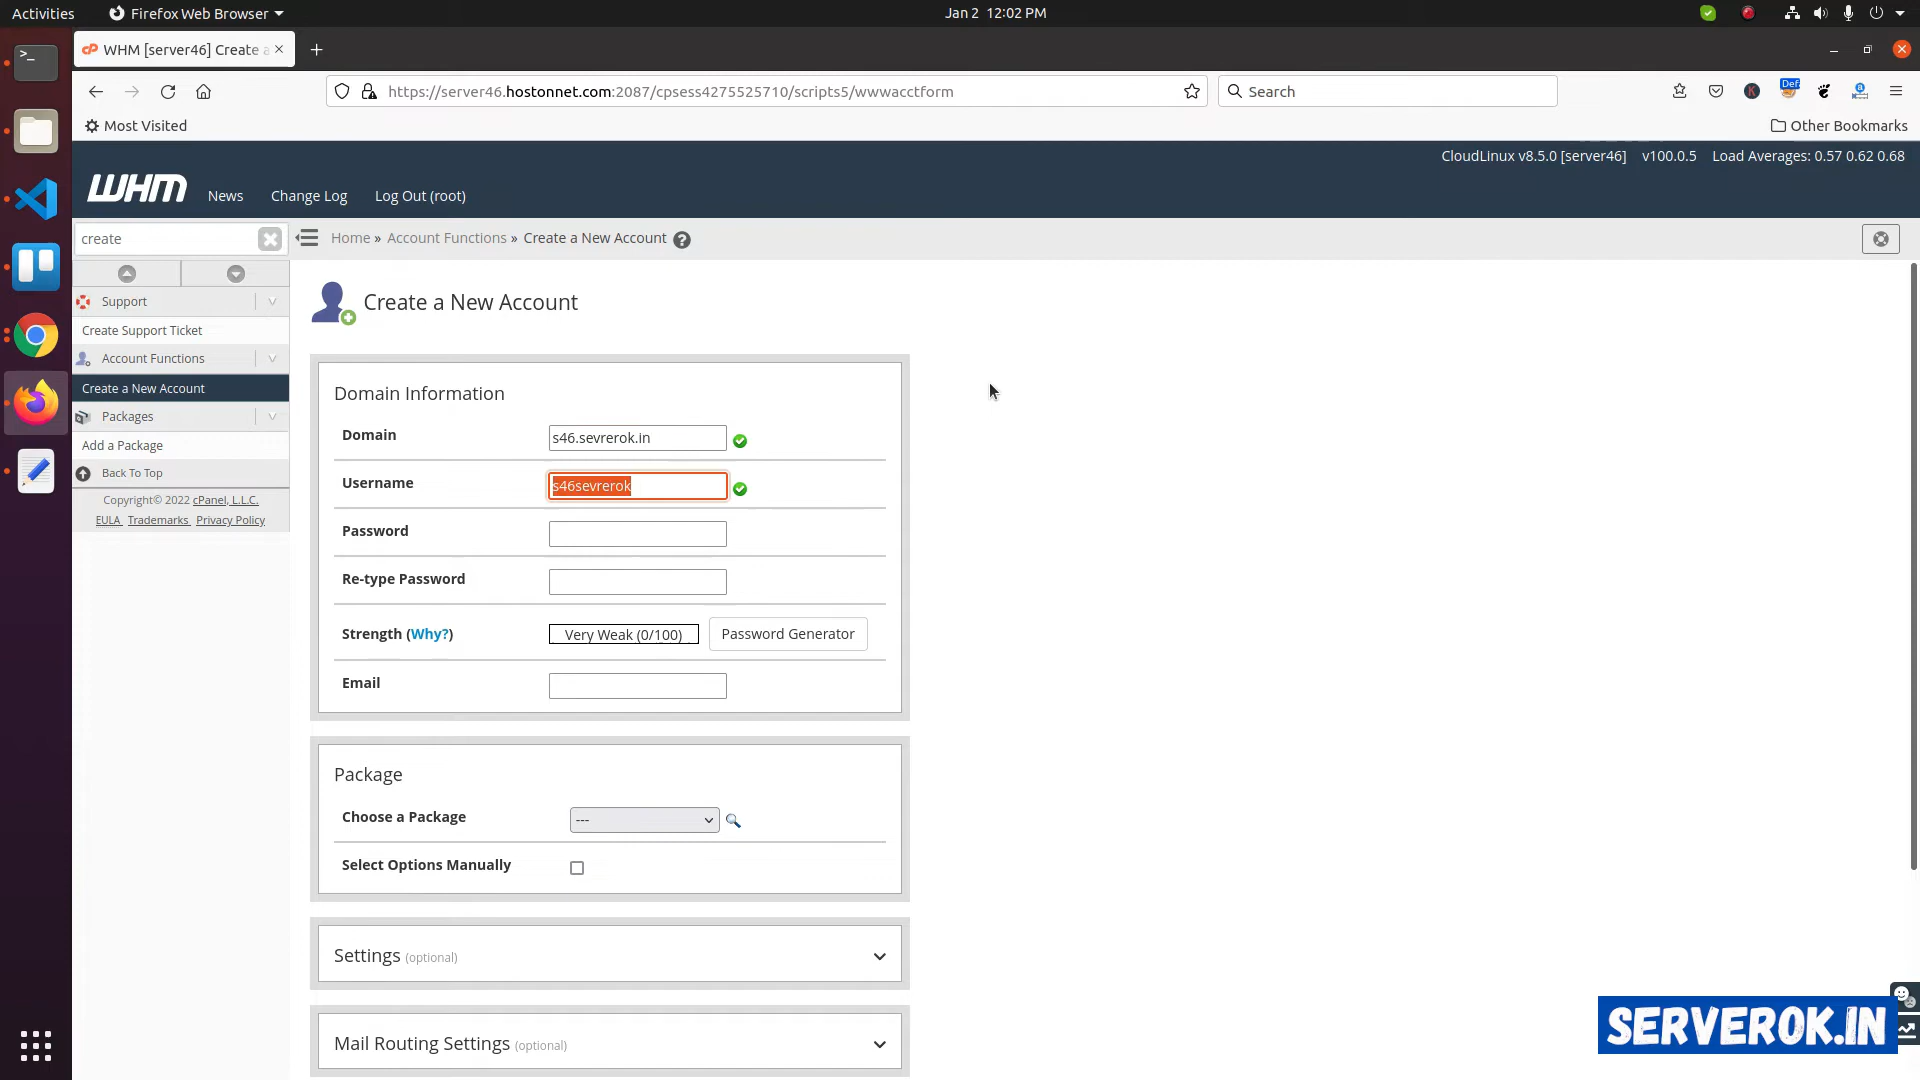 Activities
Firefox Web Browser
Jan 2 12:02 PM
WHM [server46] Create a
https://server46.hostonnet.com:2087/cpsess4275525710/scripts5/wwwacctform
Search
Def
Most Visited
Other Bookmarks
CloudLinux v8.5.0 [server46] v100.0.5 Load Averages: 0.57 0.62 0.68
WHM
News
Change Log
Log Out (root)
create
Home » Account Functions » Create a New Account
Support
Create Support Ticket
Account Functions
Create a New Account
Packages
Add a Package
Back To Top
Copyright© 2022 cPanel, L.L.C.
EULA Trademarks Privacy Policy
Create a New Account
Domain Information
Domain
s46.sevrerok.in
Username
s46sevrerok
Password
Re-type Password
Strength (Why?)
Very Weak (0/100)
Password Generator
Email
Package
Choose a Package
---
Select Options Manually
Settings (optional)
Mail Routing Settings (optional)
SERVEROK.IN